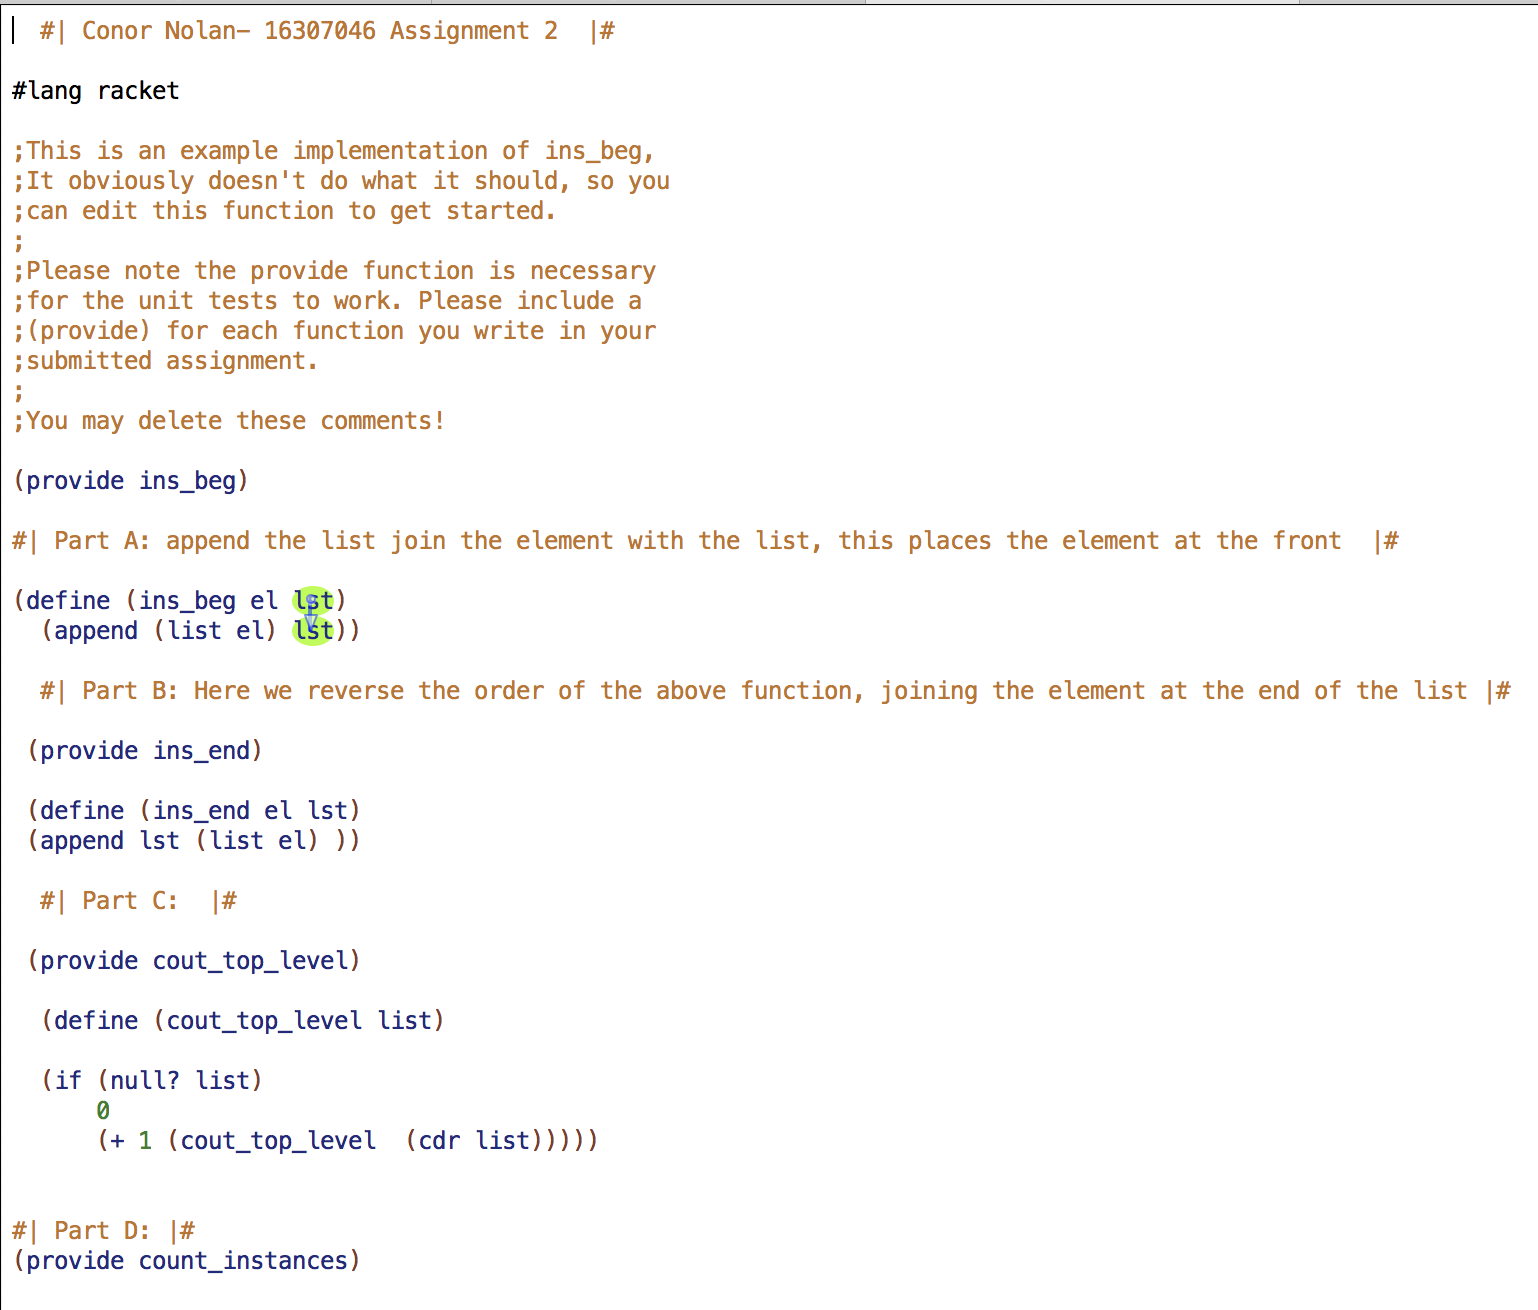 #| Conor Nolan- 16307046 Assignment 2  |#
#lang racket
;This is an example implementation of ins_beg,
;It obviously doesn't do what it should, so you
;can edit this function to get started.
;
;Please note the provide function is necessary
;for the unit tests to work. Please include a
;(provide) for each function you write in your
;submitted assignment.
;
;You may delete these comments!
(provide ins_beg)
#| Part A: append the list join the element with the list, this places the element at the front  |#
(define (ins_beg el lst)
  (append (list el) lst))
  #| Part B: Here we reverse the order of the above function, joining the element at the end of the list |#
 (provide ins_end)
 (define (ins_end el lst)
 (append lst (list el) ))
  #| Part C:  |#
 (provide cout_top_level)
  (define (cout_top_level list)
  (if (null? list)
      0
      (+ 1 (cout_top_level  (cdr list)))))
#| Part D: |#
(provide count_instances)